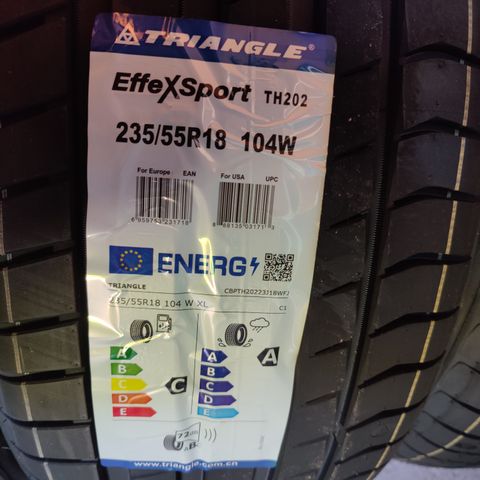 TRIANGLE
EffeXSport TH202
235/55R18 104W
For Europe EAN For USA UPC
ENERG
TRIANGLE CBPTH20223J18WFJ
235/55R18 104 W XL C1
A
B
C
D
E
C
A
B
C
D
E
A
72dB
B
www.triangle.com.cn